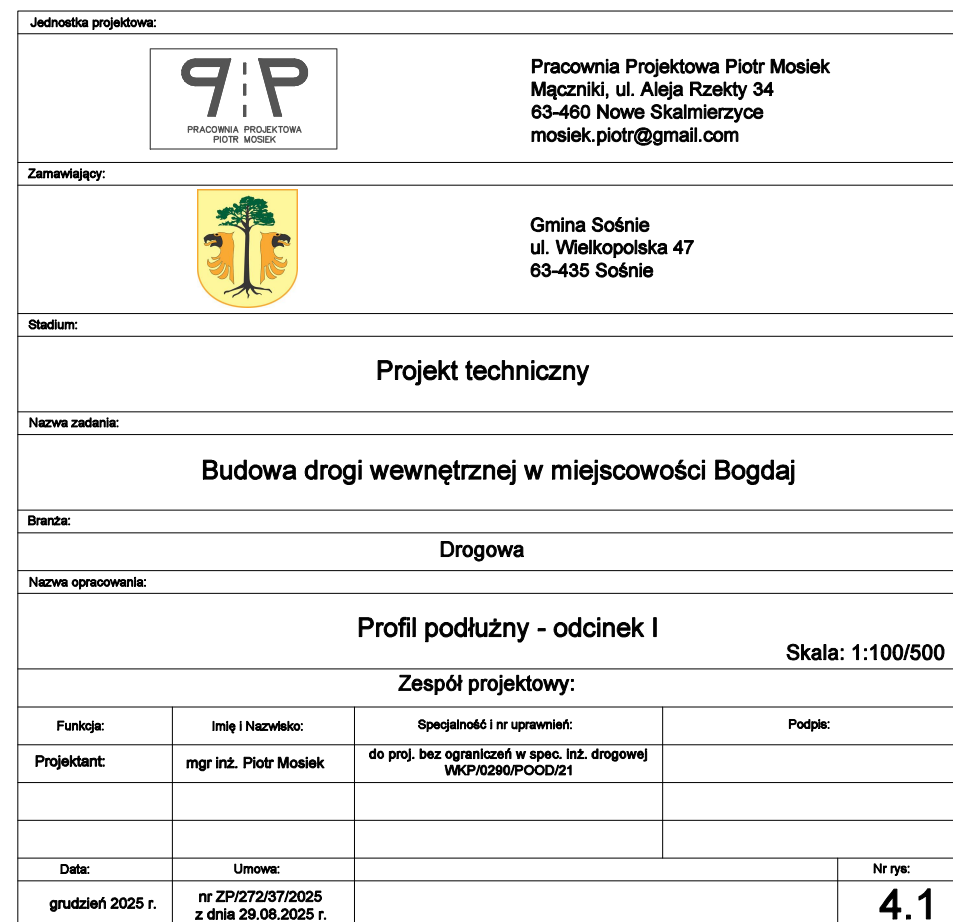 Jednostka projektowa:
PRACOWNIA PROJEKTOWA
PIOTR MOSIEK
Pracownia Projektowa Piotr Mosiek
Mączniki, ul. Aleja Rzekty 34
63-460 Nowe Skalmierzyce
mosiek.piotr@gmail.com
Zamawiający:
Gmina Sośnie
ul. Wielkopolska 47
63-435 Sośnie
Stadium:
Projekt techniczny
Nazwa zadania:
Budowa drogi wewnętrznej w miejscowości Bogdaj
Branża:
Drogowa
Nazwa opracowania:
Profil podłużny - odcinek I
Skala: 1:100/500
Zespół projektowy:
Funkcja: Imię i Nazwisko: Specjalność i nr uprawnień: Podpis:
Projektant: mgr inż. Piotr Mosiek do proj. bez ograniczeń w spec. inż. drogowej
WKP/0290/POOD/21
Data: Umowa: Nr rys:
grudzień 2025 r. nr ZP/272/37/2025 4.1
z dnia 29.08.2025 r.